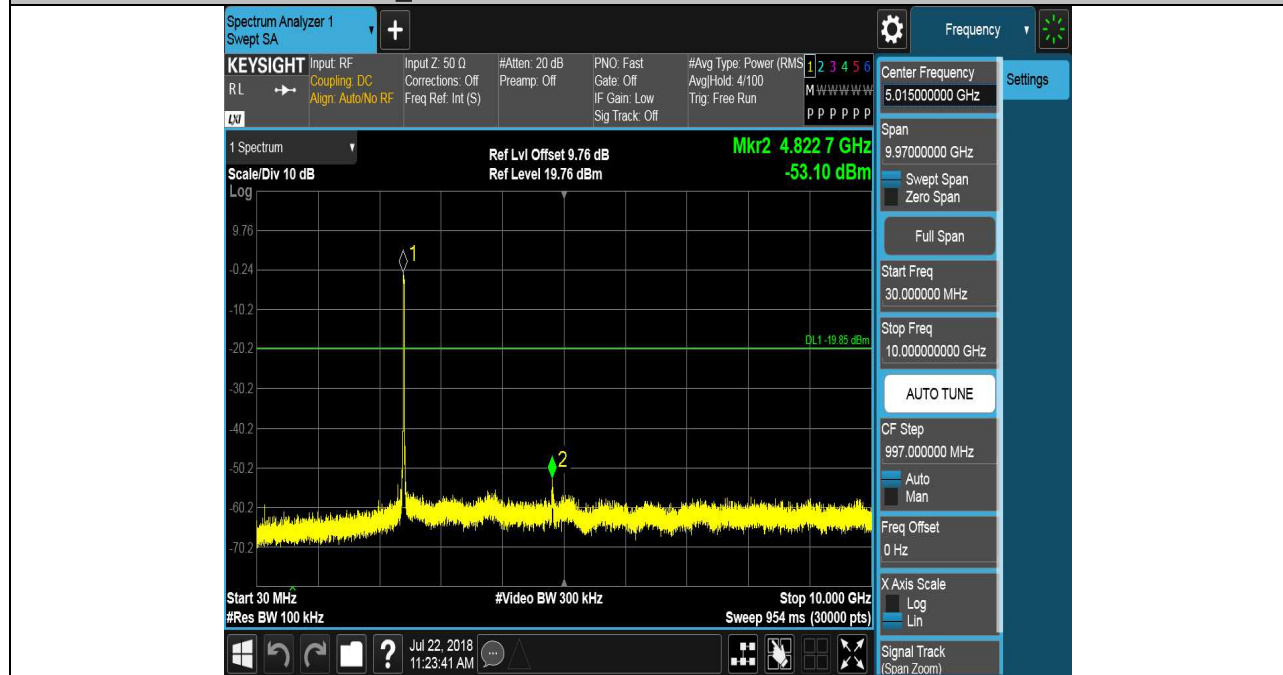 Spectrum Analyzer 1
Swept SA
Frequency
KEYSIGHT
RL
LXI
Input: RF
Coupling: DC
Align: Auto/No RF
Input Z: 50 Ω
Corrections: Off
Freq Ref: Int (S)
#Atten: 20 dB
Preamp: Off
PNO: Fast
Gate: Off
IF Gain: Low
Sig Track: Off
#Avg Type: Power (RMS
Avg|Hold: 4/100
Trig: Free Run
1 2 3 4 5 6
M W W W W W
P P P P P P
1 Spectrum
Scale/Div 10 dB
Log
Ref Lvl Offset 9.76 dB
Ref Level 19.76 dBm
Mkr2 4.822 7 GHz
-53.10 dBm
9.76
-0.24
-10.2
-20.2
-30.2
-40.2
-50.2
-60.2
-70.2
1
2
DL1 -19.85 dBm
Start 30 MHz
#Res BW 100 kHz
#Video BW 300 kHz
Stop 10.000 GHz
Sweep 954 ms (30000 pts)
Jul 22, 2018
11:23:41 AM
Center Frequency
5.015000000 GHz
Settings
Span
9.97000000 GHz
Swept Span
Zero Span
Full Span
Start Freq
30.000000 MHz
Stop Freq
10.000000000 GHz
AUTO TUNE
CF Step
997.000000 MHz
Auto
Man
Freq Offset
0 Hz
X Axis Scale
Log
Lin
Signal Track
(Span Zoom)